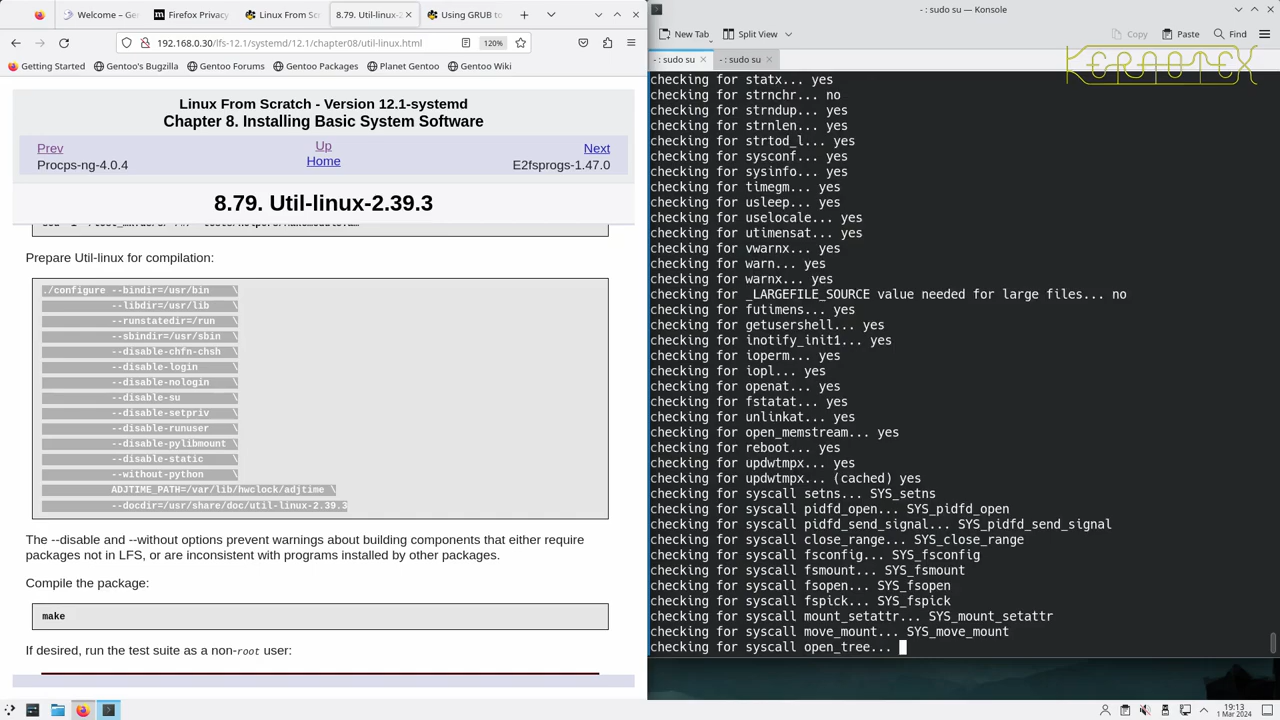 Welcome – Ge
Firefox Privacy
Linux From Scr
8.79. Util-linux-2
Using GRUB to
192.168.0.30/lfs-12.1/systemd/12.1/chapter08/util-linux.html
120%
Getting Started
Gentoo's Bugzilla
Gentoo Forums
Gentoo Packages
Planet Gentoo
Gentoo Wiki
Linux From Scratch - Version 12.1-systemd
Chapter 8. Installing Basic System Software
Prev
Up
Next
Procps-ng-4.0.4
Home
E2fsprogs-1.47.0
8.79. Util-linux-2.39.3
Prepare Util-linux for compilation:
./configure --bindir=/usr/bin \
--libdir=/usr/lib \
--runstatedir=/run \
--sbindir=/usr/sbin \
--disable-chfn-chsh \
--disable-login \
--disable-nologin \
--disable-su \
--disable-setpriv \
--disable-runuser \
--disable-pylibmount \
--disable-static \
--without-python \
ADJTIME_PATH=/var/lib/hwclock/adjtime \
--docdir=/usr/share/doc/util-linux-2.39.3
The --disable and --without options prevent warnings about building components that either require
packages not in LFS, or are inconsistent with programs installed by other packages.
Compile the package:
make
If desired, run the test suite as a non-root user:
- : sudo su — Konsole
New Tab
Split View
Copy
Paste
Find
- : sudo su
- : sudo su
KERNOTEX
checking for statx... yes
checking for strnchr... no
checking for strndup... yes
checking for strnlen... yes
checking for strtod_l... yes
checking for sysconf... yes
checking for sysinfo... yes
checking for timegm... yes
checking for usleep... yes
checking for uselocale... yes
checking for utimensat... yes
checking for vwarnx... yes
checking for warn... yes
checking for warnx... yes
checking for _LARGEFILE_SOURCE value needed for large files... no
checking for futimens... yes
checking for getusershell... yes
checking for inotify_init1... yes
checking for ioperm... yes
checking for iopl... yes
checking for openat... yes
checking for fstatat... yes
checking for unlinkat... yes
checking for open_memstream... yes
checking for reboot... yes
checking for updwtmpx... yes
checking for updwtmpx... (cached) yes
checking for syscall setns... SYS_setns
checking for syscall pidfd_open... SYS_pidfd_open
checking for syscall pidfd_send_signal... SYS_pidfd_send_signal
checking for syscall close_range... SYS_close_range
checking for syscall fsconfig... SYS_fsconfig
checking for syscall fsmount... SYS_fsmount
checking for syscall fsopen... SYS_fsopen
checking for syscall fspick... SYS_fspick
checking for syscall mount_setattr... SYS_mount_setattr
checking for syscall move_mount... SYS_move_mount
checking for syscall open_tree...
19:13
1 Mar 2024